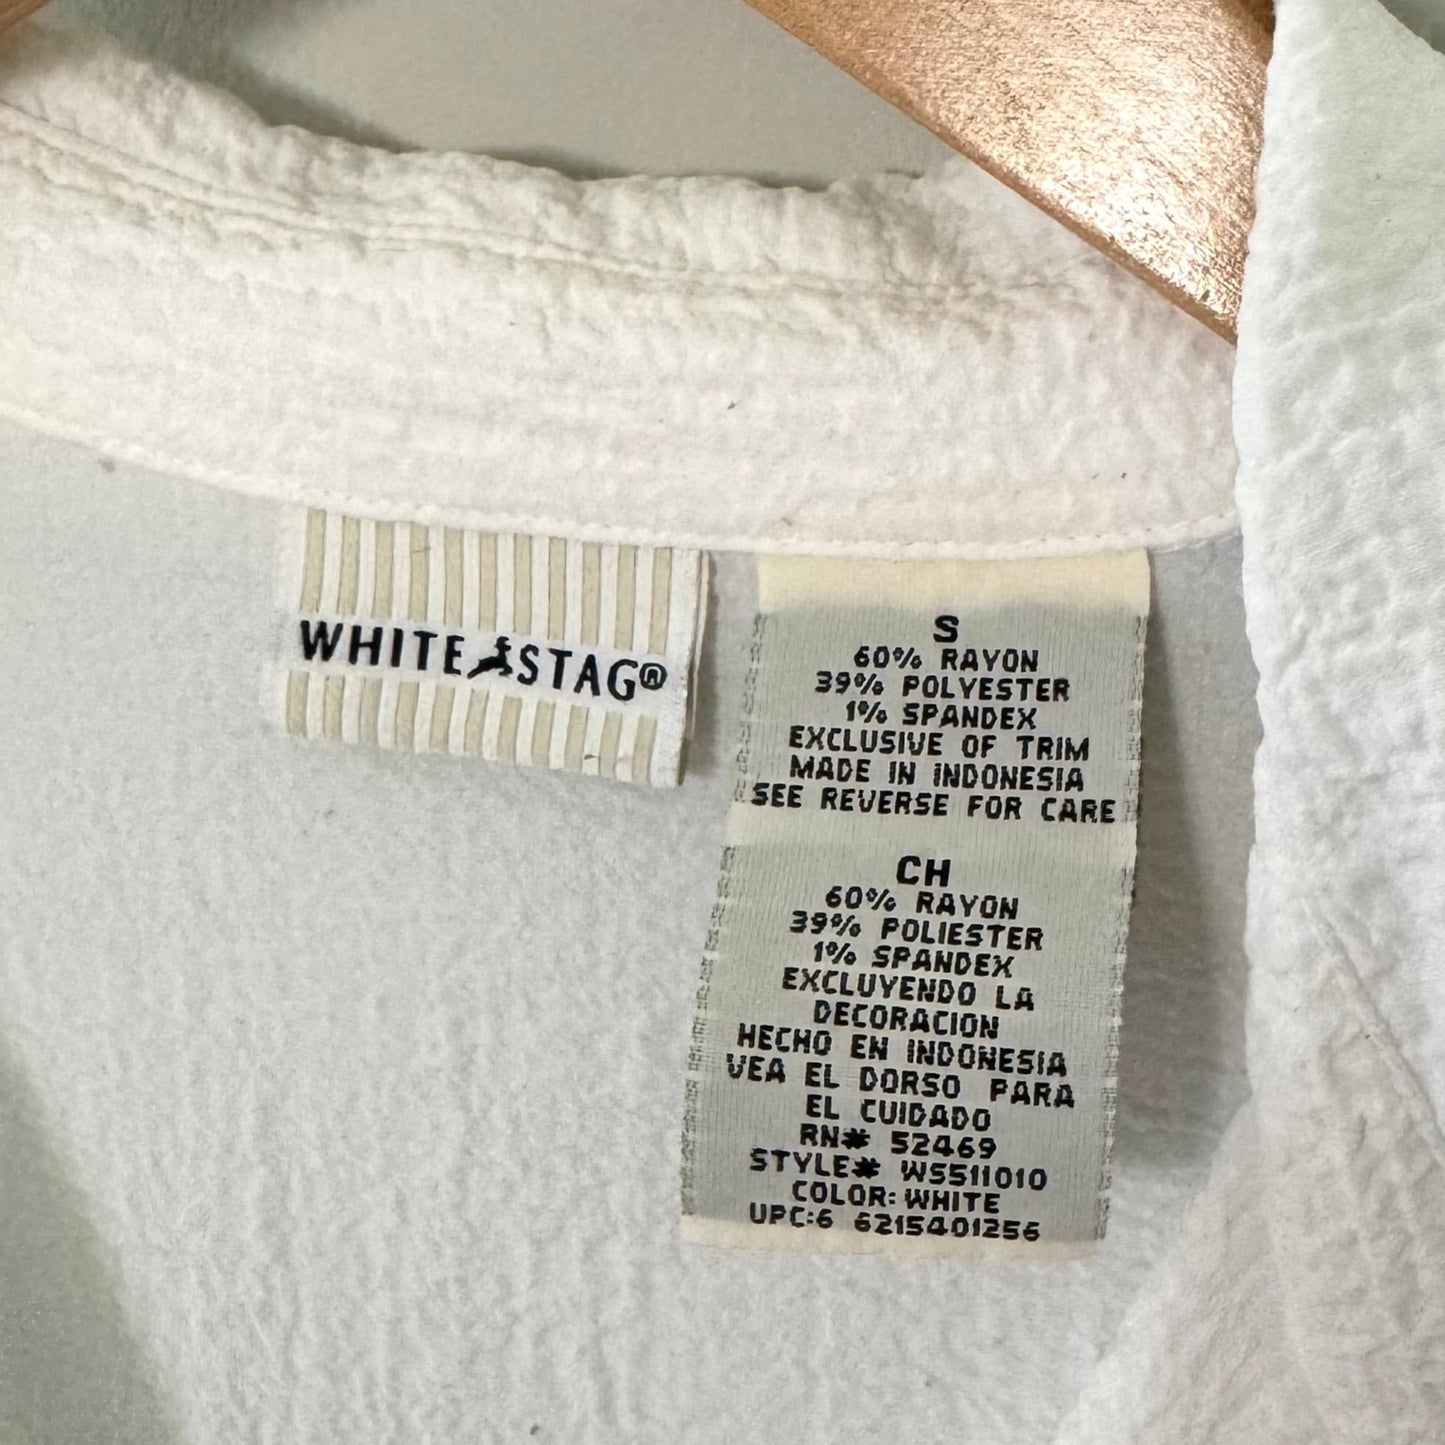 WHITE STAG®
S
60% RAYON
39% POLYESTER
1% SPANDEX
EXCLUSIVE OF TRIM
MADE IN INDONESIA
SEE REVERSE FOR CARE
CH
60% RAYON
39% POLIESTER
1% SPANDEX
EXCLUYENDO LA
DECORACION
HECHO EN INDONESIA
VEA EL DORSO PARA
EL CUIDADO
RN# 52469
STYLE# WS511010
COLOR: WHITE
UPC:6 6215401256